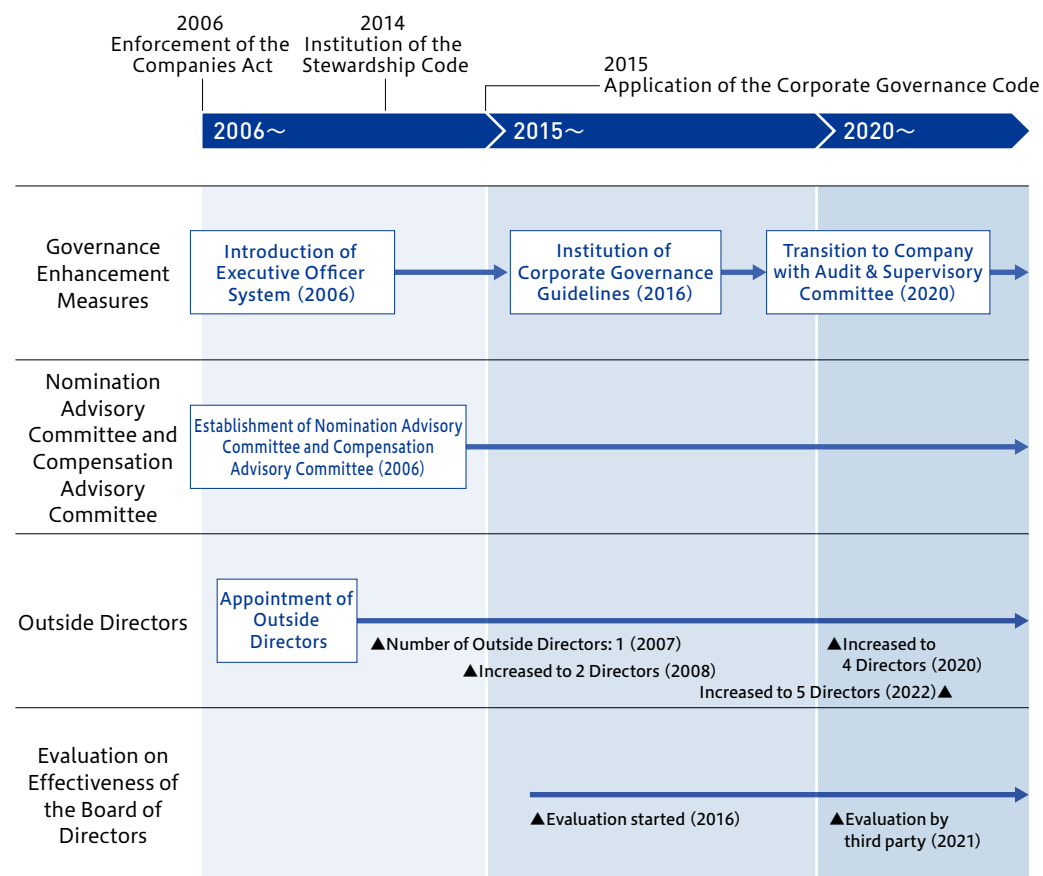 2006
Enforcement of the
Companies Act
2014
Institution of the
Stewardship Code
2015
Application of the Corporate Governance Code
2006～
2015～
2020～
Governance
Enhancement
Measures
Introduction of
Executive Officer
System (2006)
Institution of
Corporate Governance
Guidelines (2016)
Transition to Company
with Audit & Supervisory
Committee (2020)
Nomination
Advisory
Committee and
Compensation
Advisory
Committee
Establishment of Nomination Advisory
Committee and Compensation
Advisory Committee (2006)
Outside Directors
Appointment of
Outside
Directors
▲Number of Outside Directors: 1 (2007)
▲Increased to 2 Directors (2008)
▲Increased to
4 Directors (2020)
Increased to 5 Directors (2022)▲
Evaluation on
Effectiveness of
the Board of
Directors
▲Evaluation started (2016)
▲Evaluation by
third party (2021)